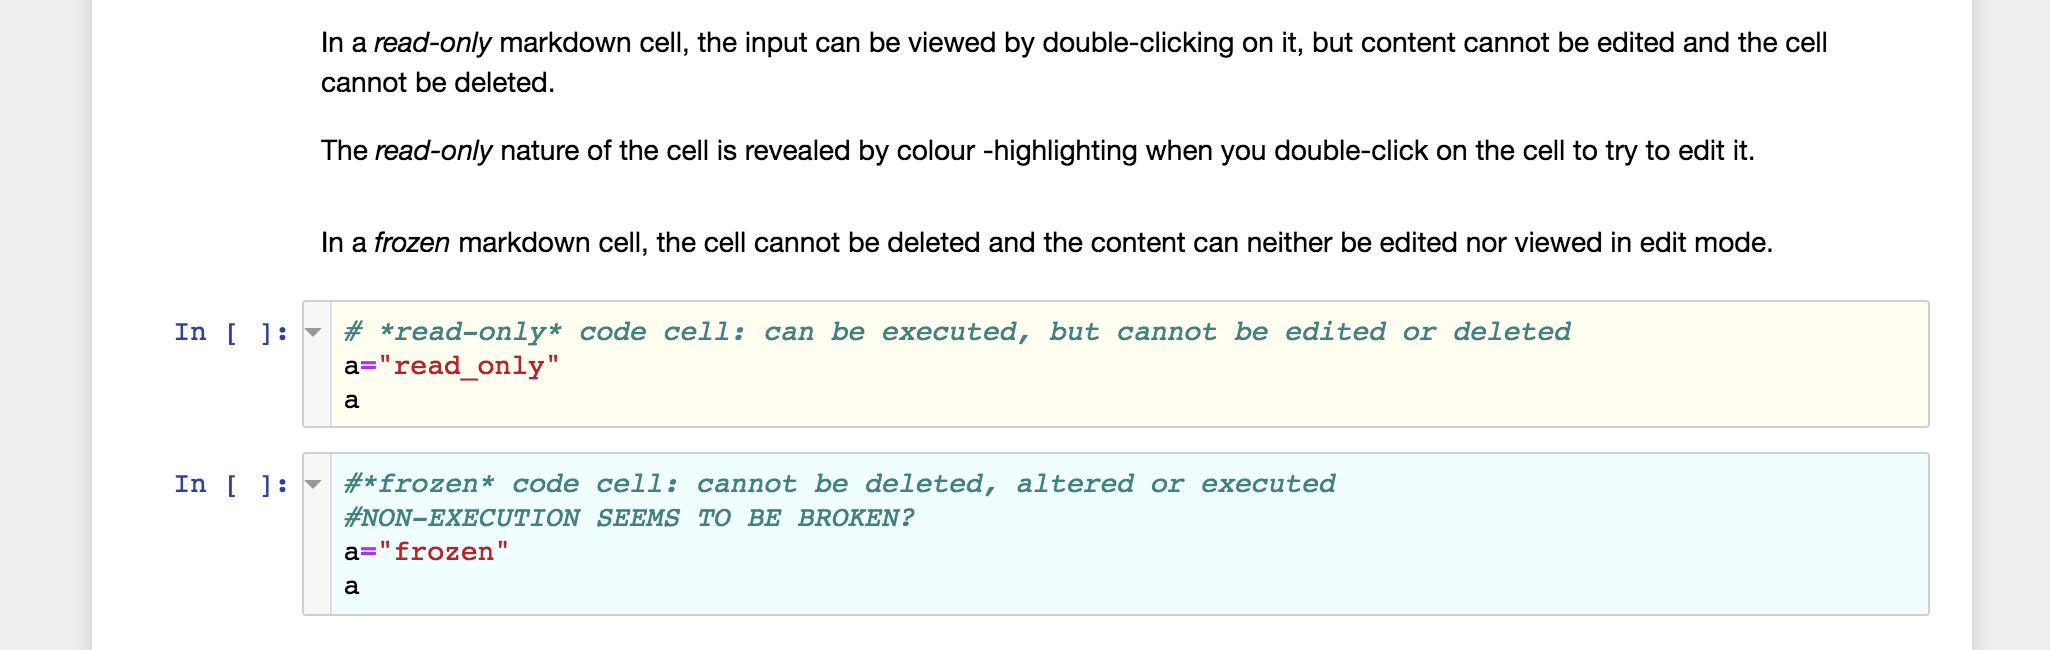 In a read-only markdown cell, the input can be viewed by double-clicking on it, but content cannot be edited and the cell
cannot be deleted.
The read-only nature of the cell is revealed by colour -highlighting when you double-click on the cell to try to edit it.
In a frozen markdown cell, the cell cannot be deleted and the content can neither be edited nor viewed in edit mode.
In [ ]: # *read-only* code cell: can be executed, but cannot be edited or deleted
a="read_only"
a
In [ ]: #*frozen* code cell: cannot be deleted, altered or executed
#NON-EXECUTION SEEMS TO BE BROKEN?
a="frozen"
a